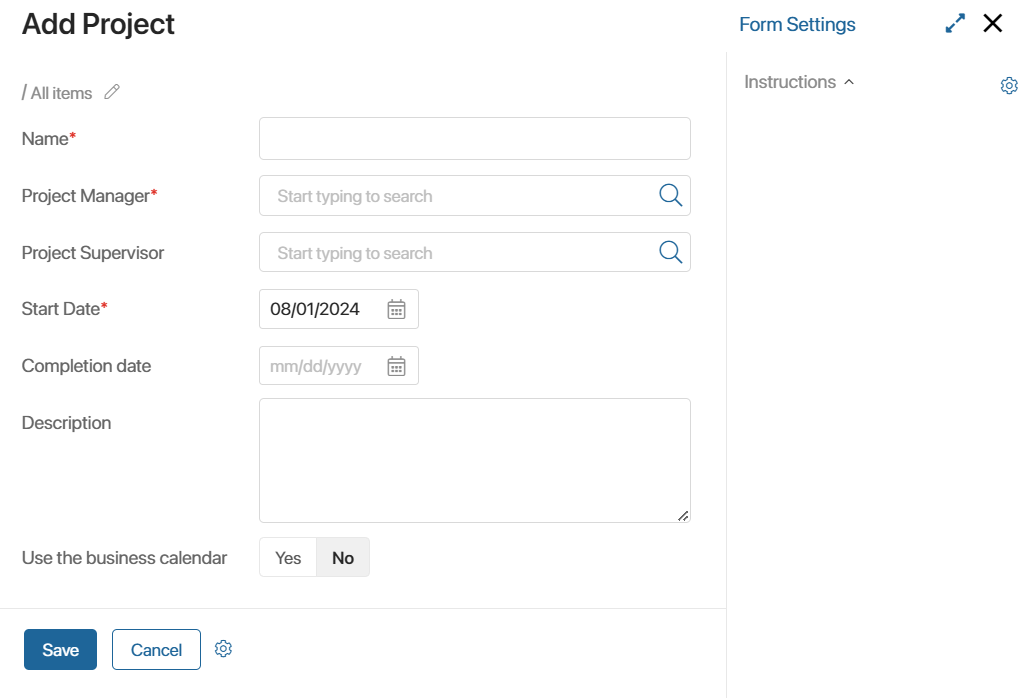 Add Project
Form Settings
Instructions
/ All items
Name*
Project Manager* Start typing to search
Project Supervisor Start typing to search
Start Date* 08/01/2024
Completion date mm/dd/yyyy
Description
Use the business calendar Yes No
Save Cancel